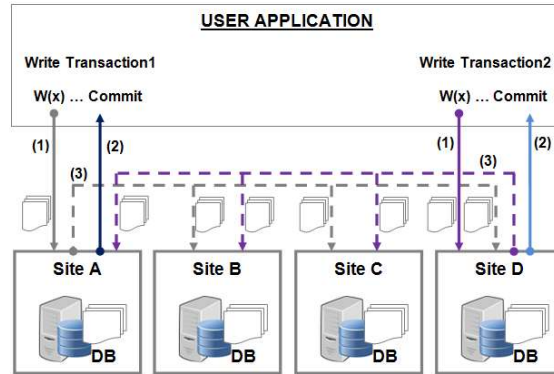 USER APPLICATION
Write Transaction1
Write Transaction2
W(x) … Commit
W(x) … Commit
(1)
(2)
(1)
(2)
(3)
(3)
Site A
Site B
Site C
Site D
DB
DB
DB
DB